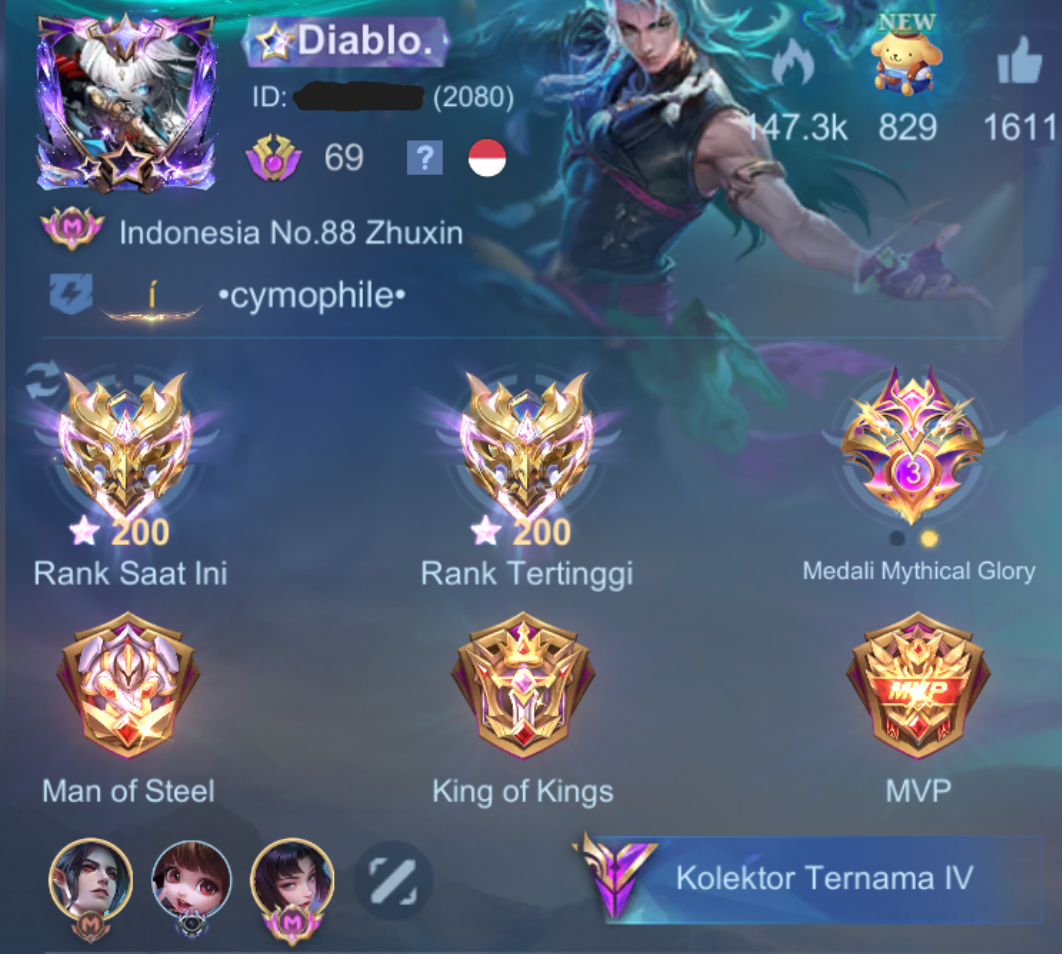 Diablo.
NEW
ID: (2080)
147.3k 829 1611
69 ?
M Indonesia No.88 Zhuxin
í •cymophile•
200 200 3
Rank Saat Ini Rank Tertinggi Medali Mythical Glory
MVP
Man of Steel King of Kings MVP
M M Kolektor Ternama IV